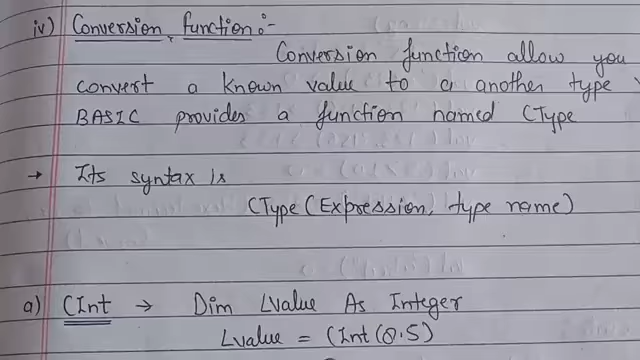 iv) Conversion function :-
Conversion function allow you
convert a known value to a another type
BASIC provides a function named CType
→ Its syntax is
CType (Expression, type name)
a) CInt → Dim Lvalue As Integer
Lvalue = CInt (0.5)